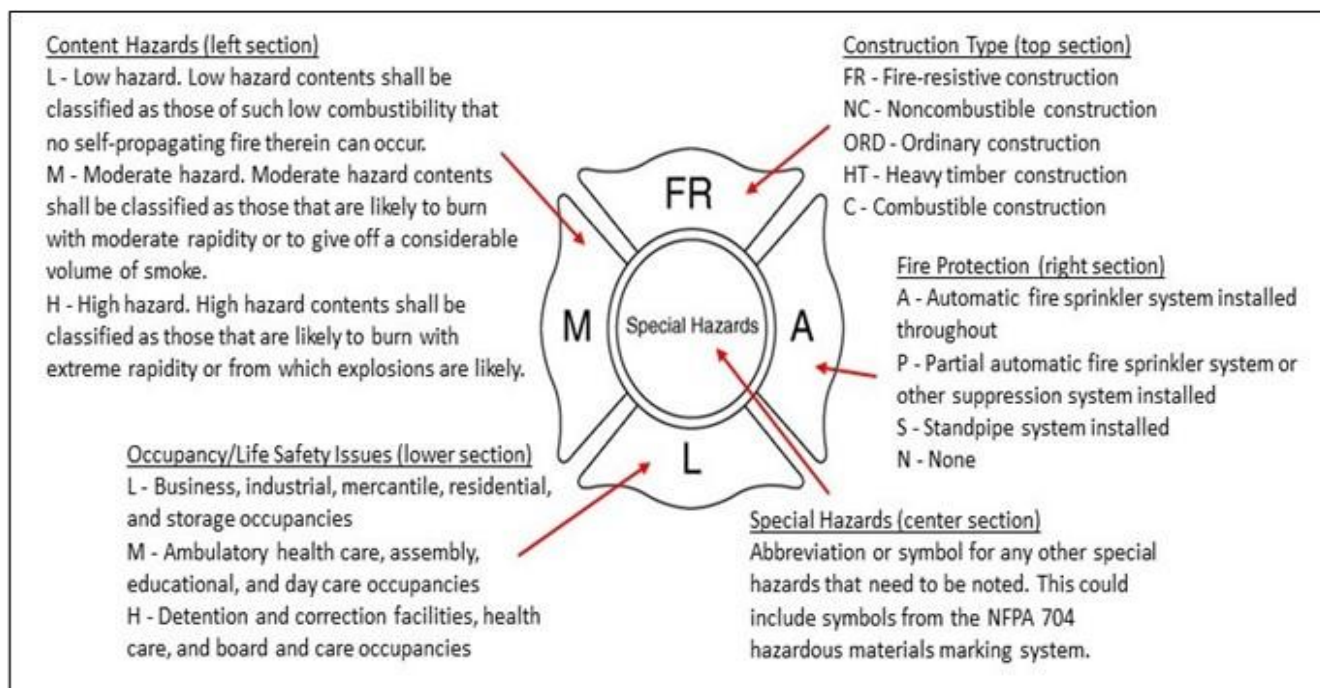 Content Hazards (left section)
L - Low hazard. Low hazard contents shall be
classified as those of such low combustibility that
no self-propagating fire therein can occur.
M - Moderate hazard. Moderate hazard contents
shall be classified as those that are likely to burn
with moderate rapidity or to give off a considerable
volume of smoke.
H - High hazard. High hazard contents shall be
classified as those that are likely to burn with
extreme rapidity or from which explosions are likely.
Construction Type (top section)
FR - Fire-resistive construction
NC - Noncombustible construction
ORD - Ordinary construction
HT - Heavy timber construction
C - Combustible construction
FR
M
Special Hazards
A
L
Fire Protection (right section)
A - Automatic fire sprinkler system installed
throughout
P - Partial automatic fire sprinkler system or
other suppression system installed
S - Standpipe system installed
N - None
Occupancy/Life Safety Issues (lower section)
L - Business, industrial, mercantile, residential,
and storage occupancies
M - Ambulatory health care, assembly,
educational, and day care occupancies
H - Detention and correction facilities, health
care, and board and care occupancies
Special Hazards (center section)
Abbreviation or symbol for any other special
hazards that need to be noted. This could
include symbols from the NFPA 704
hazardous materials marking system.